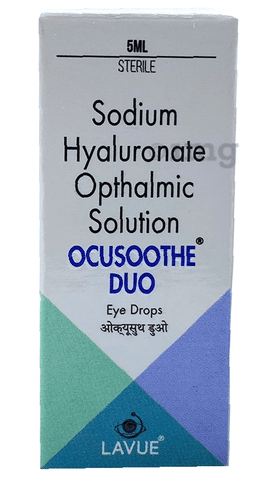 5ML
STERILE
Sodium
Hyaluronate
Opthalmic
Solution
OCUSOOTHE®
DUO
Eye Drops
ओक्यूसुथ डुओ
LAVUE®